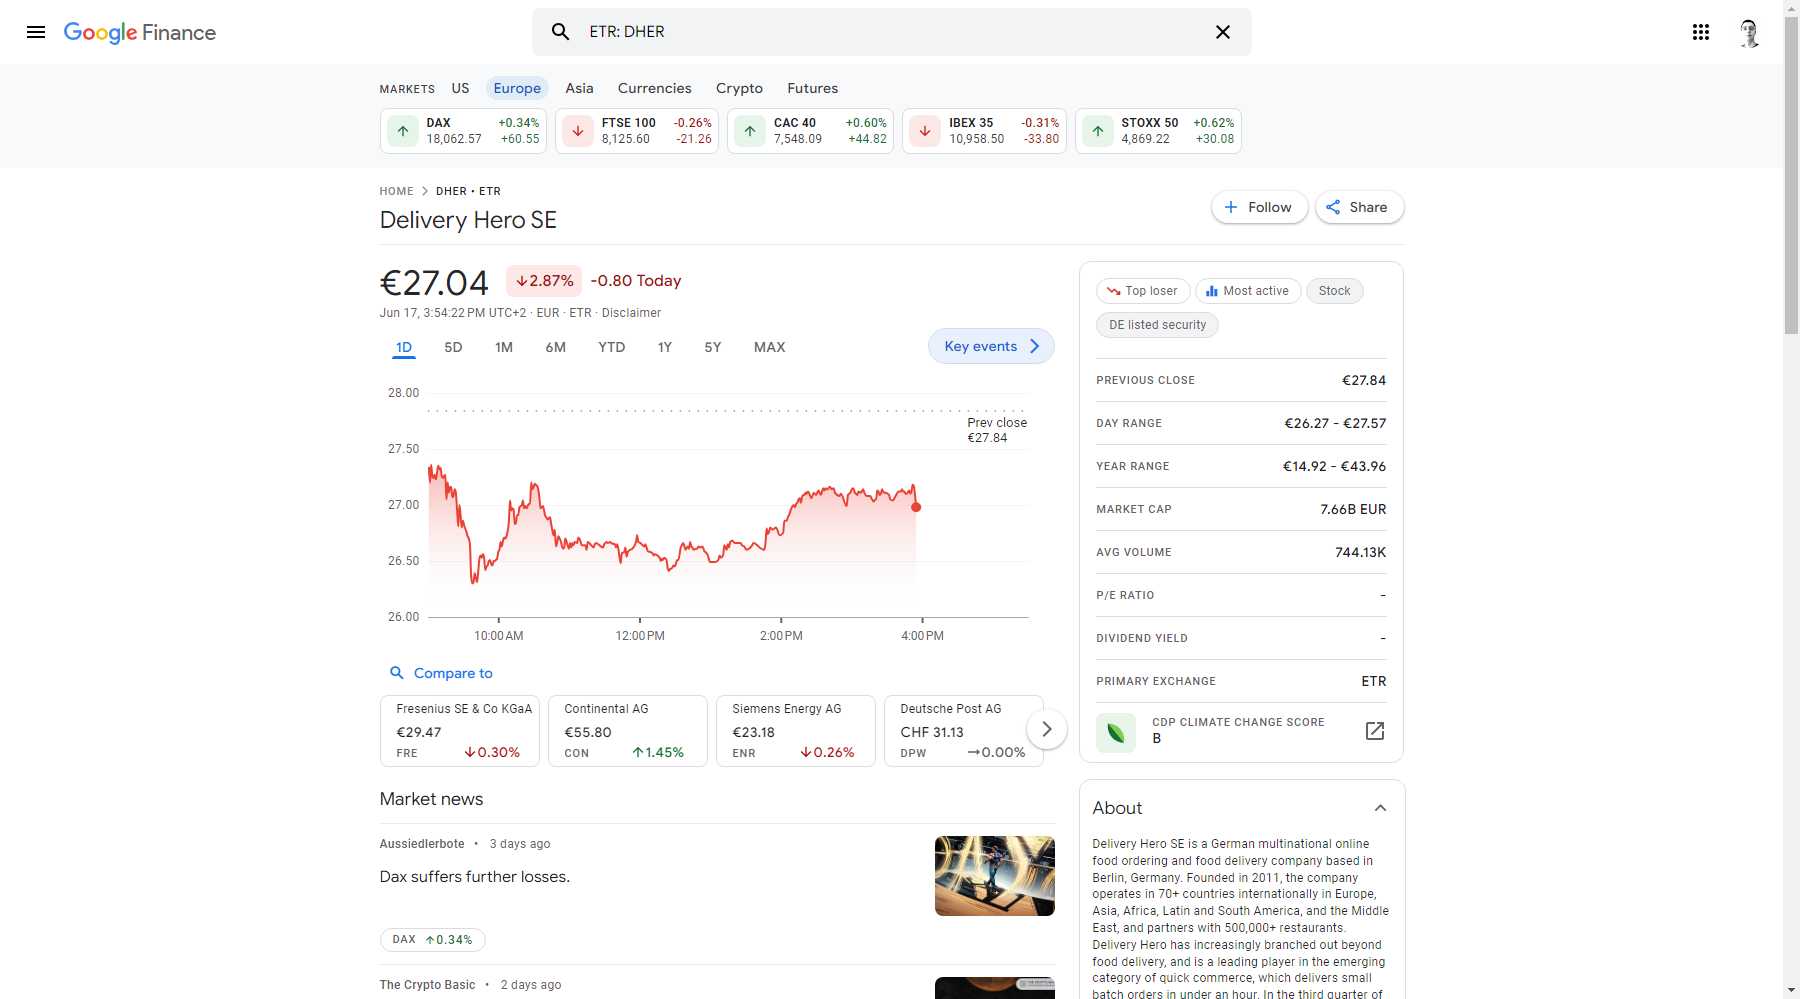 Google Finance
ETR: DHER
MARKETS US Europe Asia Currencies Crypto Futures
DAX +0.34%
18,062.57 +60.55
FTSE 100 -0.26%
8,125.60 -21.26
CAC 40 +0.60%
7,548.09 +44.82
IBEX 35 -0.31%
10,958.50 -33.80
STOXX 50 +0.62%
4,869.22 +30.08
HOME > DHER • ETR
Delivery Hero SE
Follow
Share
€27.04 ↓2.87% -0.80 Today
Jun 17, 3:54:22 PM UTC+2 · EUR · ETR · Disclaimer
1D 5D 1M 6M YTD 1Y 5Y MAX
Key events
28.00
27.50
27.00
26.50
26.00
Prev close
€27.84
10:00 AM 12:00 PM 2:00 PM 4:00 PM
Compare to
Fresenius SE & Co KGaA
€29.47
FRE ↓0.30%
Continental AG
€55.80
CON ↑1.45%
Siemens Energy AG
€23.18
ENR ↓0.26%
Deutsche Post AG
CHF 31.13
DPW →0.00%
Market news
Aussiedlerbote • 3 days ago
Dax suffers further losses.
DAX ↑0.34%
The Crypto Basic • 2 days ago
Top loser
Most active
Stock
DE listed security
PREVIOUS CLOSE €27.84
DAY RANGE €26.27 - €27.57
YEAR RANGE €14.92 - €43.96
MARKET CAP 7.66B EUR
AVG VOLUME 744.13K
P/E RATIO -
DIVIDEND YIELD -
PRIMARY EXCHANGE ETR
CDP CLIMATE CHANGE SCORE
B
About
Delivery Hero SE is a German multinational online
food ordering and food delivery company based in
Berlin, Germany. Founded in 2011, the company
operates in 70+ countries internationally in Europe,
Asia, Africa, Latin and South America, and the Middle
East, and partners with 500,000+ restaurants.
Delivery Hero has increasingly branched out beyond
food delivery, and is a leading player in the emerging
category of quick commerce, which delivers small
batch orders in under an hour. In the third quarter of